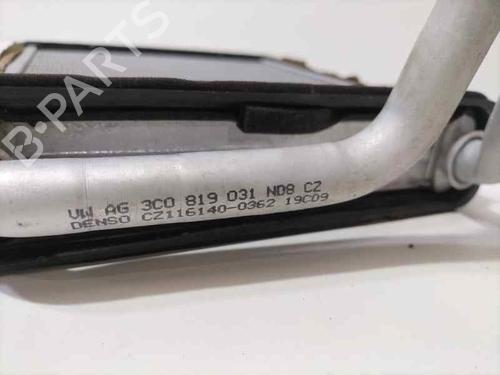 B-PARTS
VW AG 3C0 819 031 ND8 CZ
DENSO CZ116140-0362 19C09